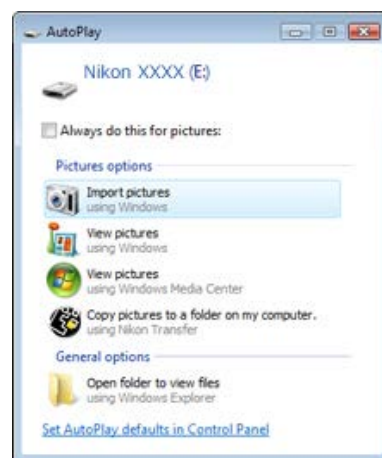 AutoPlay
Nikon XXXX (E:)
Always do this for pictures:
Pictures options
Import pictures
using Windows
View pictures
using Windows
View pictures
using Windows Media Center
Copy pictures to a folder on my computer.
using Nikon Transfer
General options
Open folder to view files
using Windows Explorer
Set AutoPlay defaults in Control Panel